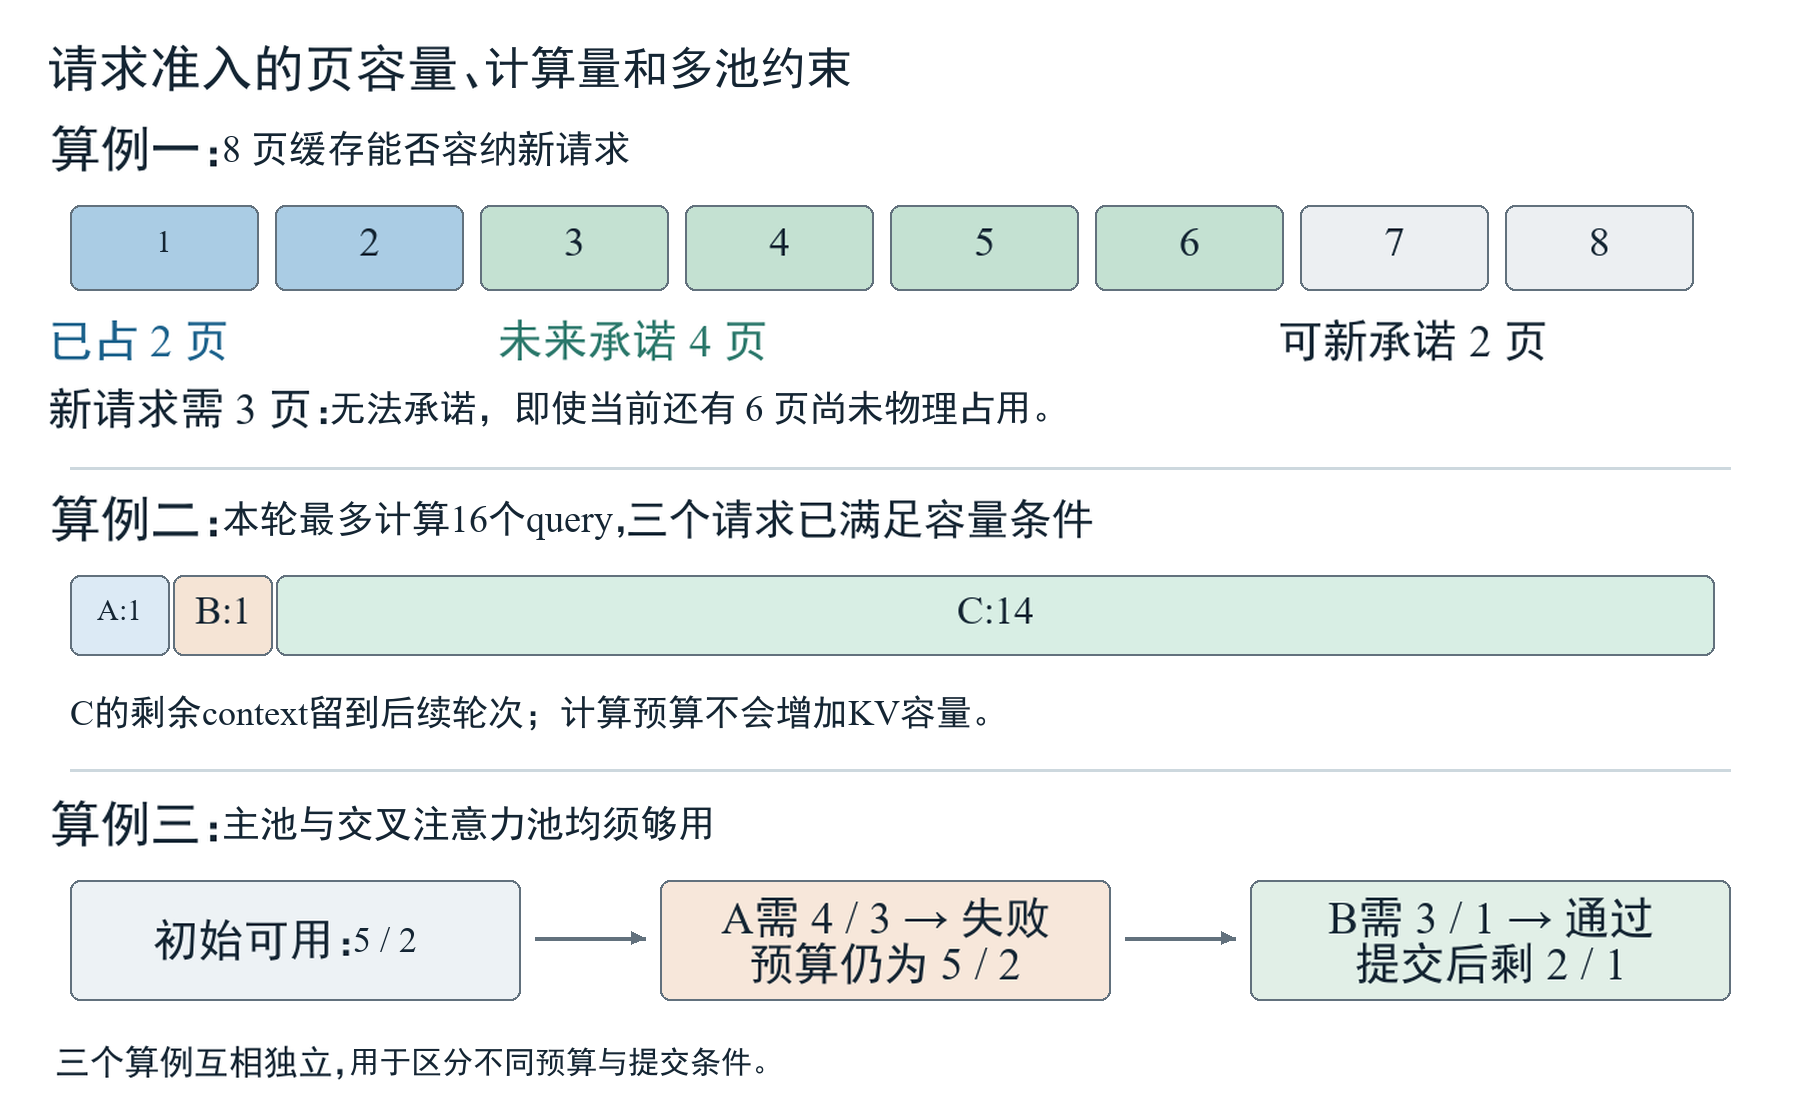 请求准入的页容量、计算量和多池约束
算例一:8 页缓存能否容纳新请求
1 2 3 4 5 6 7 8
已占 2 页 未来承诺 4 页 可新承诺 2 页
新请求需 3 页:无法承诺，即使当前还有 6 页尚未物理占用。
算例二:本轮最多计算16个query,三个请求已满足容量条件
A:1 B:1 C:14
C的剩余context留到后续轮次；计算预算不会增加KV容量。
算例三:主池与交叉注意力池均须够用
初始可用:5 / 2
A需 4 / 3 → 失败
预算仍为 5 / 2
B需 3 / 1 → 通过
提交后剩 2 / 1
三个算例互相独立,用于区分不同预算与提交条件。